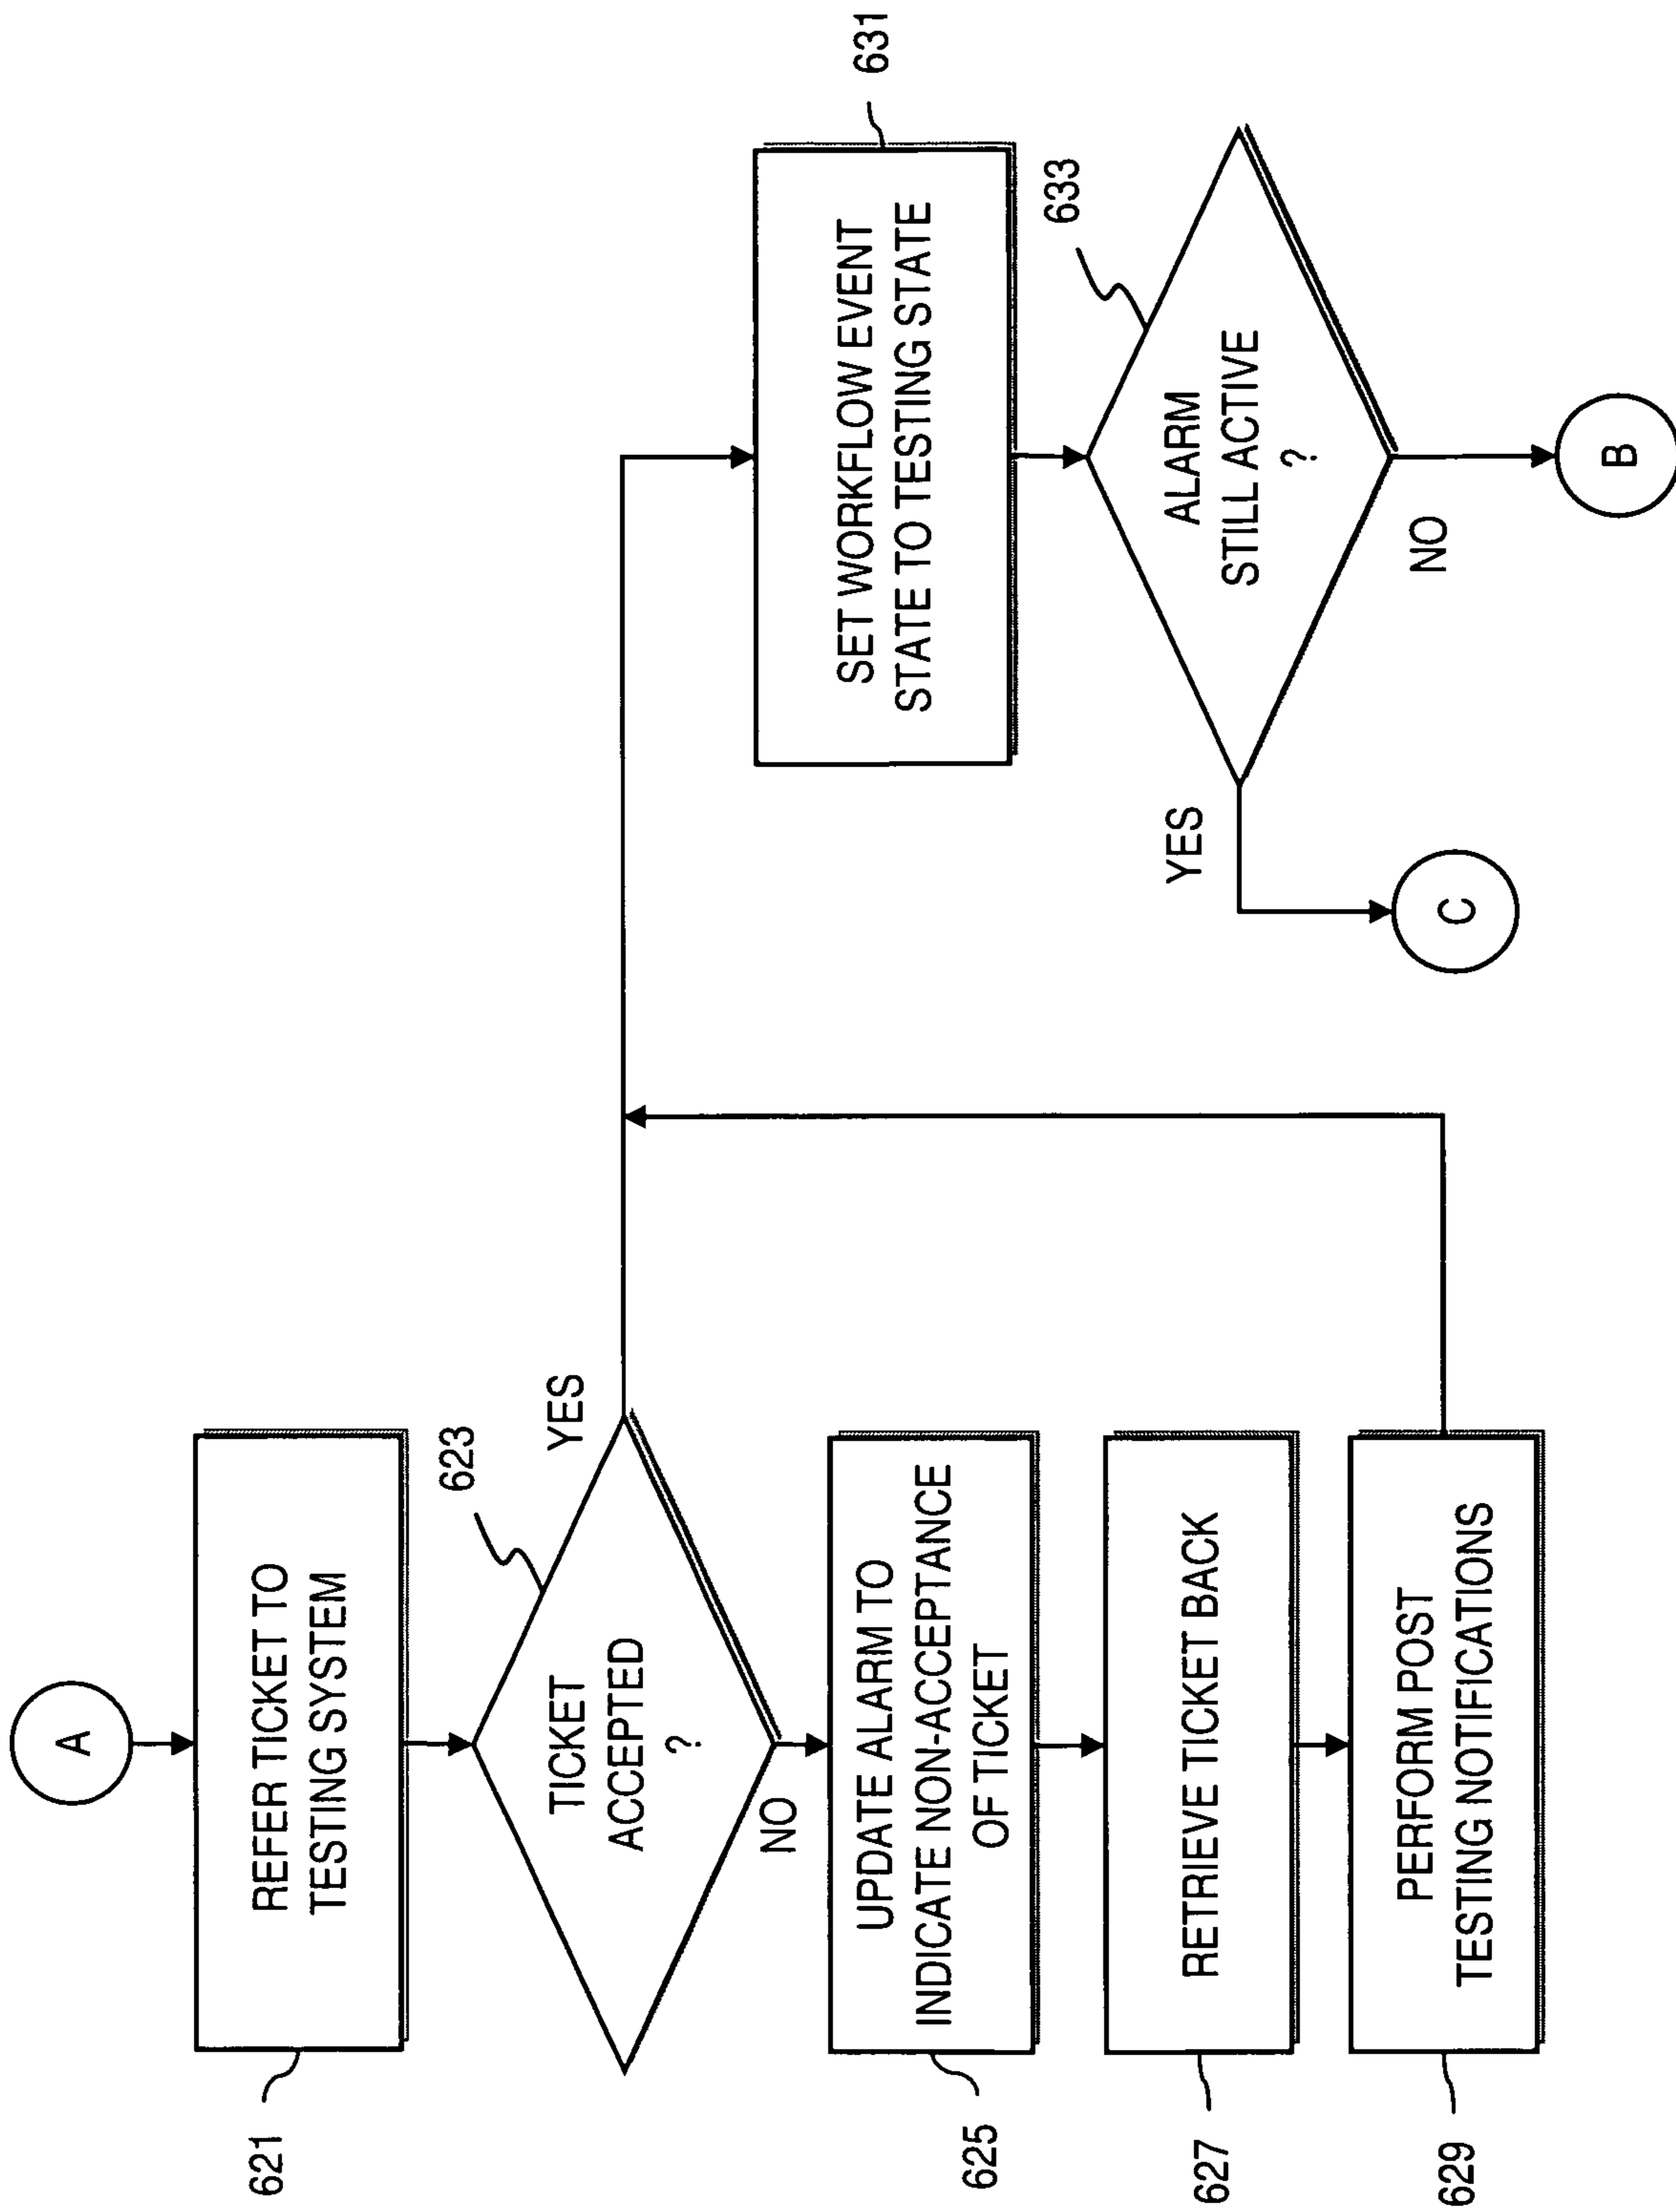 A
621
REFER TICKET TO
TESTING SYSTEM
623
TICKET
ACCEPTED
?
YES
NO
625
UPDATE ALARM TO
INDICATE NON-ACCEPTANCE
OF TICKET
627
RETRIEVE TICKET BACK
629
PERFORM POST
TESTING NOTIFICATIONS
631
SET WORKFLOW EVENT
STATE TO TESTING STATE
633
ALARM
STILL ACTIVE
?
YES
NO
C
B